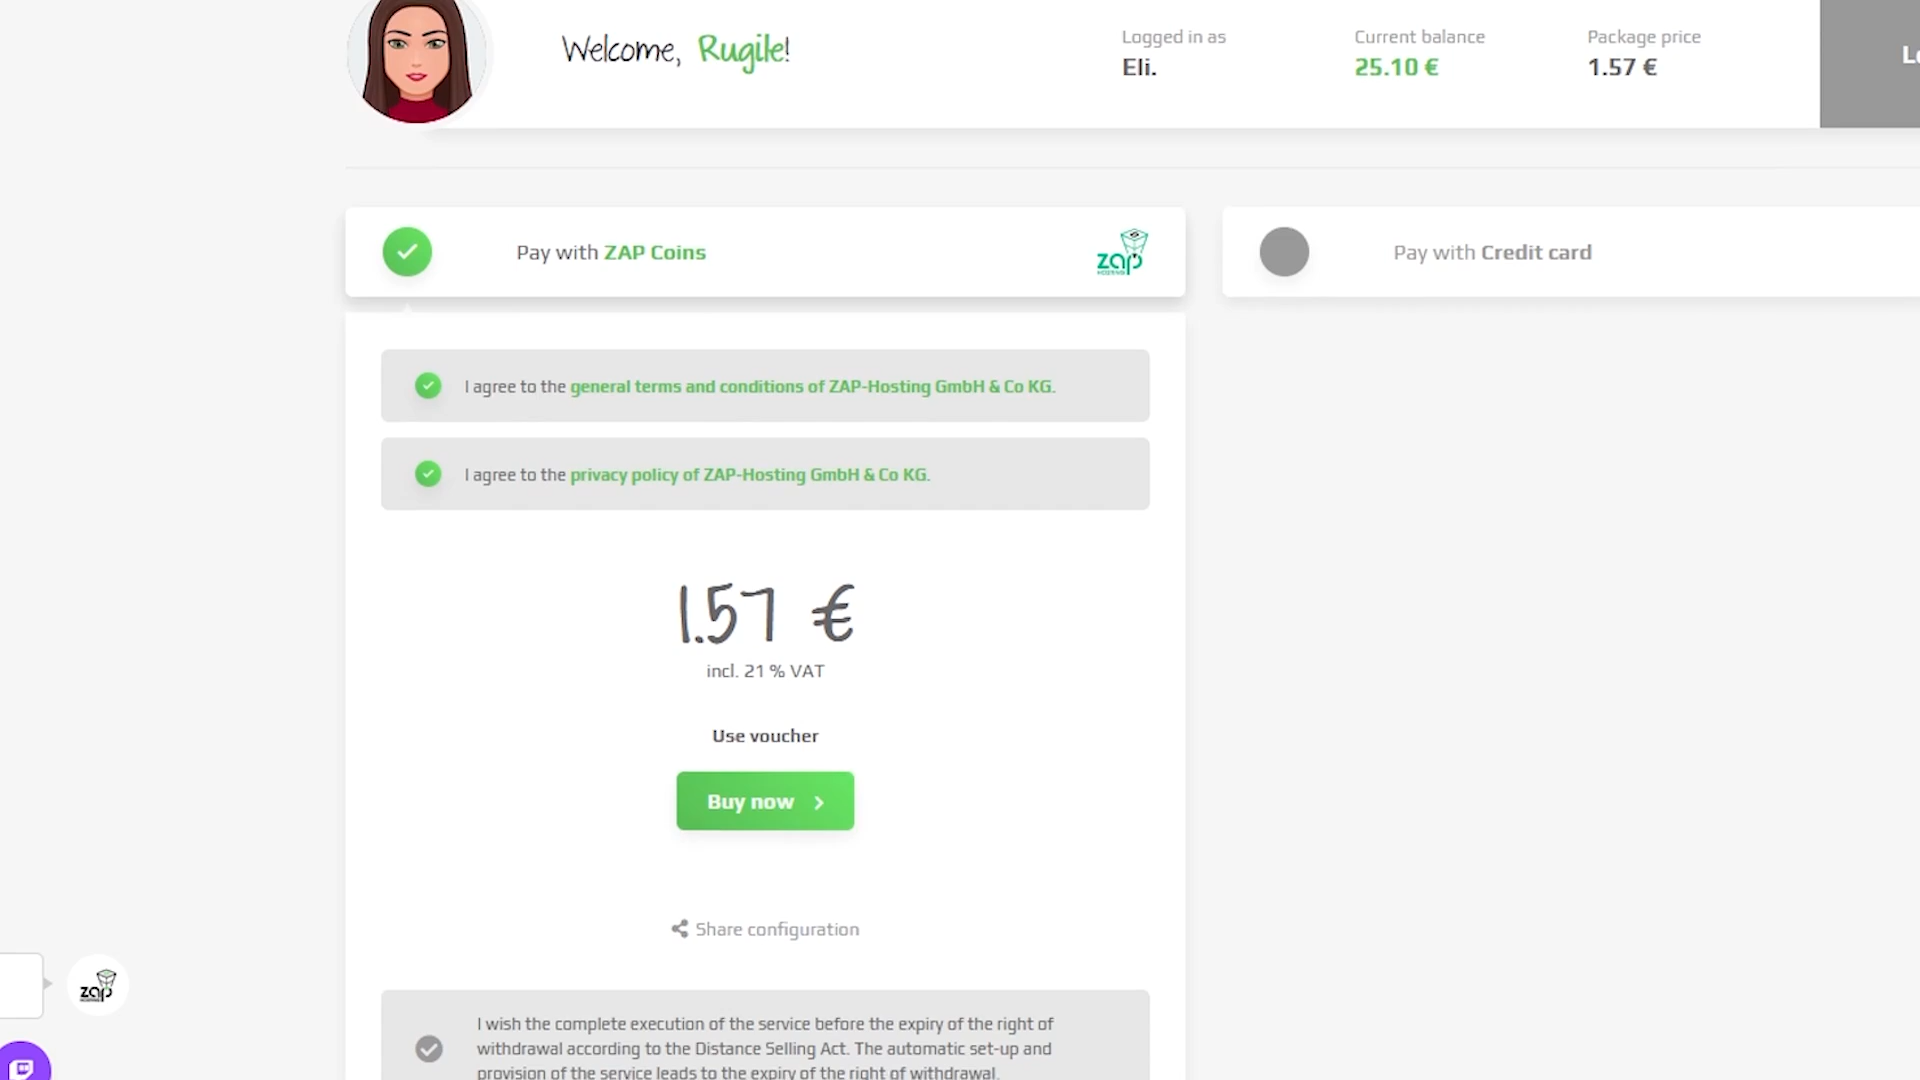 Welcome, Rugile!
Logged in as
Eli.
Current balance
25.10 €
Package price
1.57 €
Pay with ZAP Coins
zap
HOSTING
Pay with Credit card
I agree to the general terms and conditions of ZAP-Hosting GmbH & Co KG.
I agree to the privacy policy of ZAP-Hosting GmbH & Co KG.
1.57 €
incl. 21 % VAT
Use voucher
Buy now
Share configuration
zap
HOSTING
I wish the complete execution of the service before the expiry of the right of
withdrawal according to the Distance Selling Act. The automatic set-up and
provision of the service leads to the expiry of the right of withdrawal.